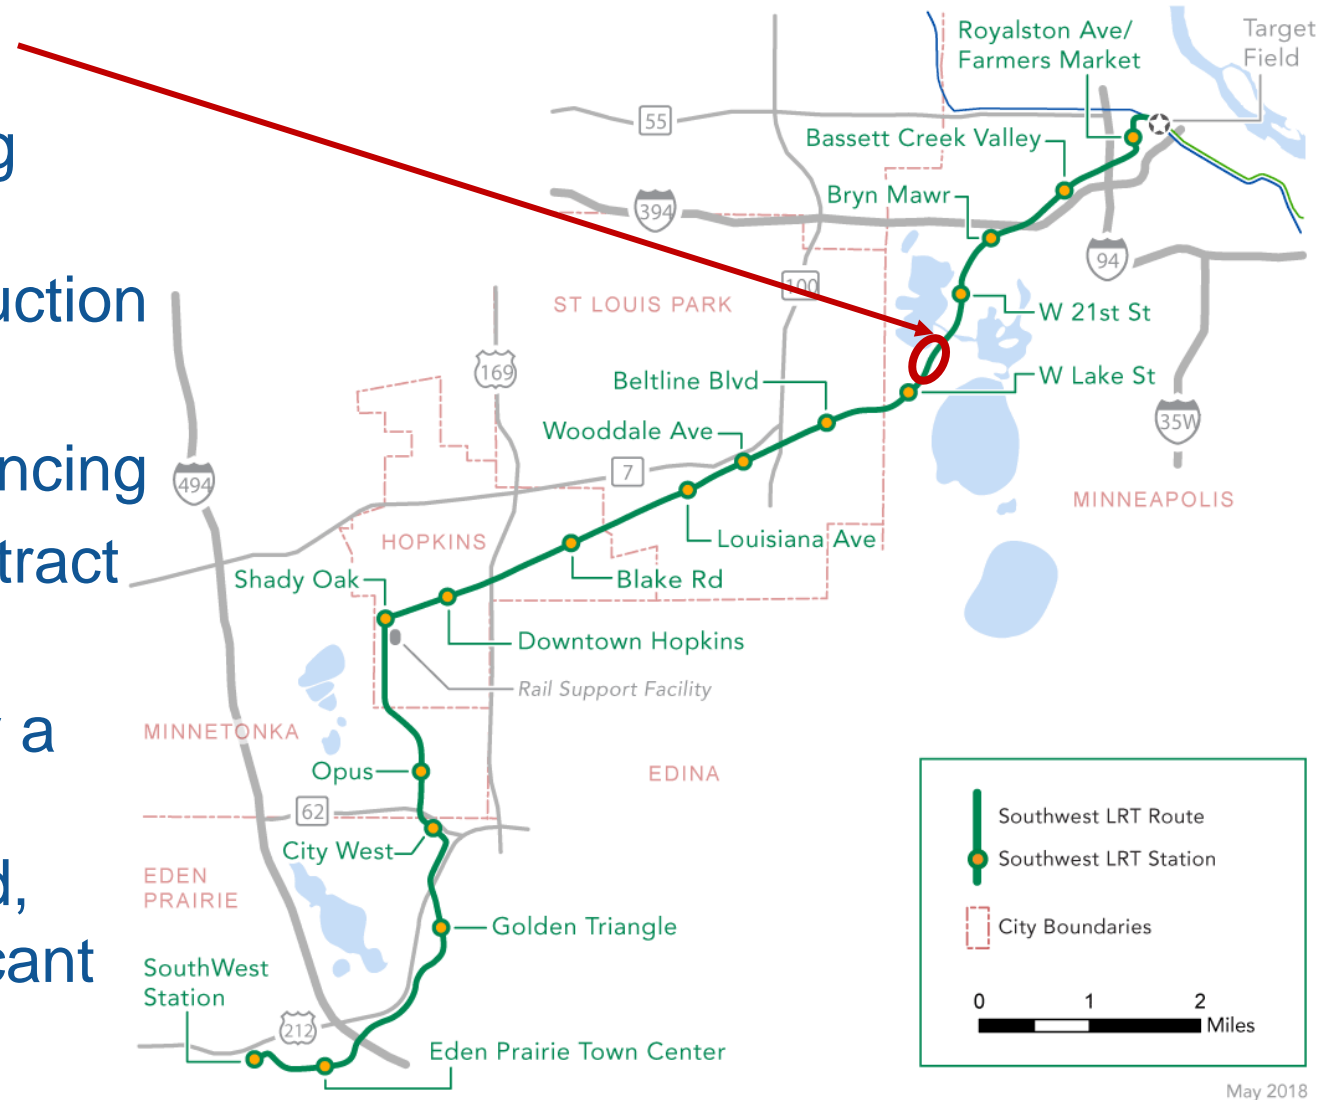 g
uction
ncing
tract
a
d,
cant
Royalston Ave/
Farmers Market
Target
Field
55
Bassett Creek Valley
394
Bryn Mawr
94
100
ST LOUIS PARK
W 21st St
169
Beltline Blvd
W Lake St
35W
Wooddale Ave
7
494
MINNEAPOLIS
HOPKINS
Louisiana Ave
Shady Oak
Blake Rd
Downtown Hopkins
Rail Support Facility
MINNETONKA
Opus
EDINA
62
City West
EDEN
PRAIRIE
Golden Triangle
SouthWest
Station
212
Eden Prairie Town Center
Southwest LRT Route
Southwest LRT Station
City Boundaries
0 1 2
Miles
May 2018